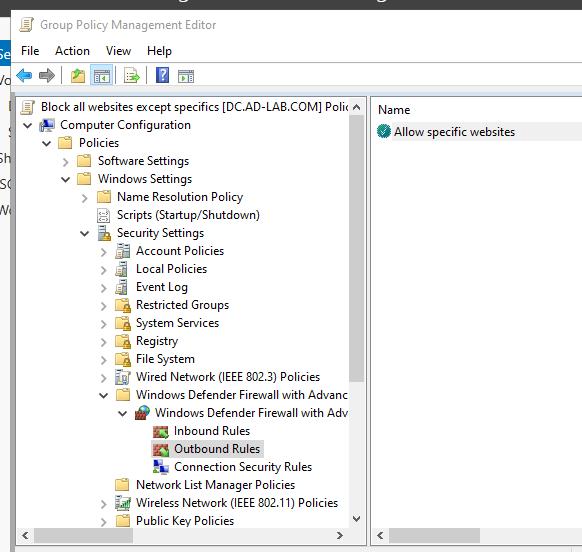 Group Policy Management Editor
File Action View Help
Block all websites except specifics [DC.AD-LAB.COM] Polic
Computer Configuration
Policies
Software Settings
Windows Settings
Name Resolution Policy
Scripts (Startup/Shutdown)
Security Settings
Account Policies
Local Policies
Event Log
Restricted Groups
System Services
Registry
File System
Wired Network (IEEE 802.3) Policies
Windows Defender Firewall with Advanc
Windows Defender Firewall with Adv
Inbound Rules
Outbound Rules
Connection Security Rules
Network List Manager Policies
Wireless Network (IEEE 802.11) Policies
Public Key Policies
Name
Allow specific websites